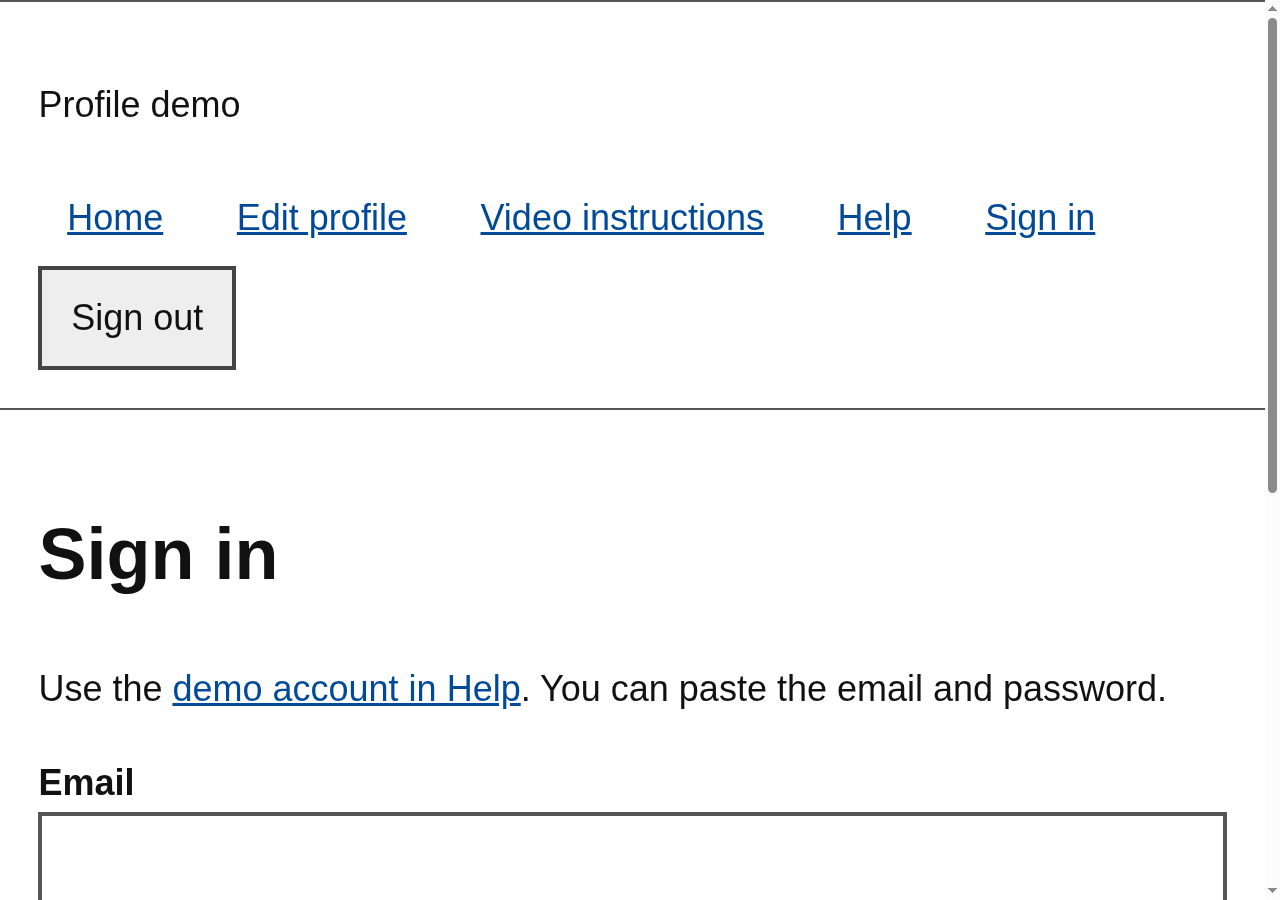 Profile demo
Home Edit profile Video instructions Help Sign in
Sign out
Sign in
Use the demo account in Help. You can paste the email and password.
Email